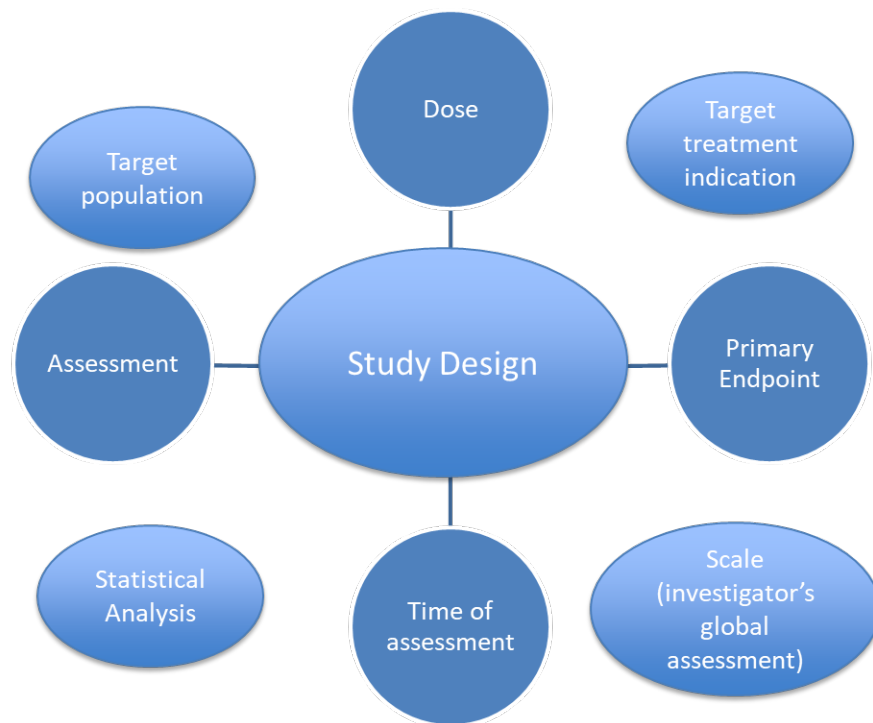 Dose
Target
treatment
indication
Target
population
Assessment
Study Design
Primary
Endpoint
Statistical
Analysis
Time of
assessment
Scale
(investigator's
global
assessment)